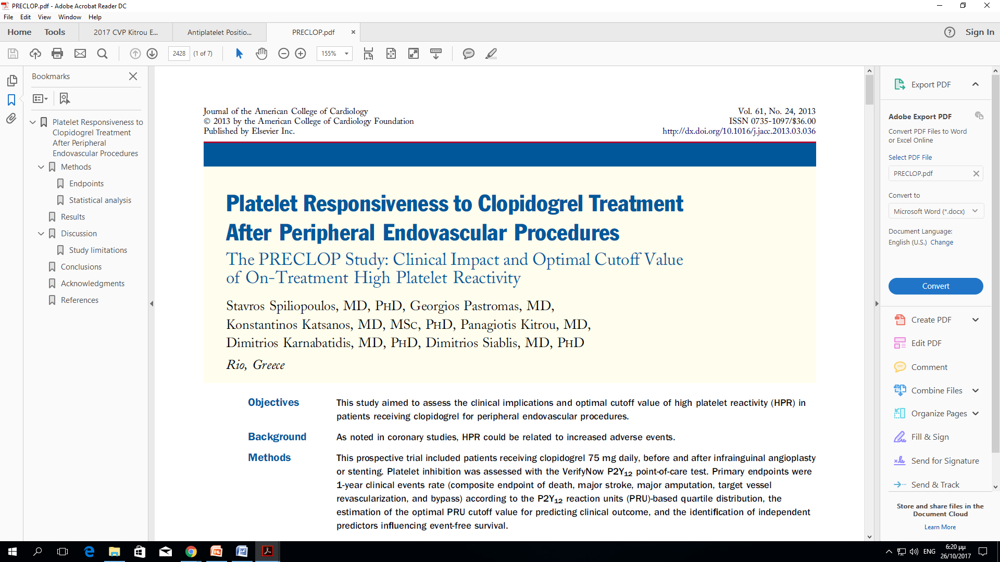 PRECLOP.pdf - Adobe Acrobat Reader DC
File Edit View Window Help
Home Tools 2017 CVP Kitrou E... Antiplatelet Positio... PRECLOP.pdf × ? Sign In
2428 (1 of 7) 155%
Bookmarks
Platelet Responsiveness to
Clopidogrel Treatment
After Peripheral
Endovascular Procedures
Methods
Endpoints
Statistical analysis
Results
Discussion
Study limitations
Conclusions
Acknowledgments
References
Journal of the American College of Cardiology
© 2013 by the American College of Cardiology Foundation
Published by Elsevier Inc.
Vol. 61, No. 24, 2013
ISSN 0735-1097/$36.00
http://dx.doi.org/10.1016/j.jacc.2013.03.036
Platelet Responsiveness to Clopidogrel Treatment
After Peripheral Endovascular Procedures
The PRECLOP Study: Clinical Impact and Optimal Cutoff Value
of On-Treatment High Platelet Reactivity
Stavros Spiliopoulos, MD, PHD, Georgios Pastromas, MD,
Konstantinos Katsanos, MD, MSC, PHD, Panagiotis Kitrou, MD,
Dimitrios Karnabatidis, MD, PHD, Dimitrios Siablis, MD, PHD
Rio, Greece
Objectives This study aimed to assess the clinical implications and optimal cutoff value of high platelet reactivity (HPR) in
patients receiving clopidogrel for peripheral endovascular procedures.
Background As noted in coronary studies, HPR could be related to increased adverse events.
Methods This prospective trial included patients receiving clopidogrel 75 mg daily, before and after infrainguinal angioplasty
or stenting. Platelet inhibition was assessed with the VerifyNow P2Y12 point-of-care test. Primary endpoints were
1-year clinical events rate (composite endpoint of death, major stroke, major amputation, target vessel
revascularization, and bypass) according to the P2Y12 reaction units (PRU)-based quartile distribution, the
estimation of the optimal PRU cutoff value for predicting clinical outcome, and the identification of independent
predictors influencing event-free survival.
Export PDF
Adobe Export PDF
Convert PDF Files to Word
or Excel Online
Select PDF File
PRECLOP.pdf
Convert to
Microsoft Word (*.docx)
Document Language:
English (U.S.) Change
Convert
Create PDF
Edit PDF
Comment
Combine Files
Organize Pages
Fill & Sign
Send for Signature
Send & Track
Store and share files in the
Document Cloud
Learn More
ENG
6:20 μμ
26/10/2017